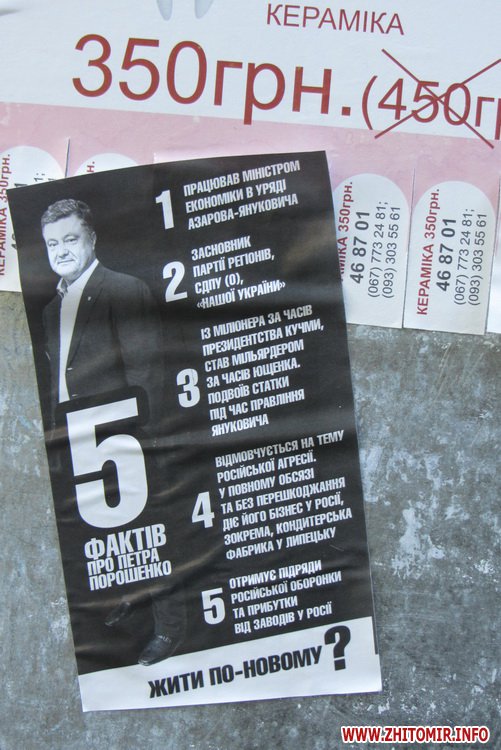 КЕРАМІКА
350грн.(450г
КЕРАМІКА 350грн.
46 87 01
(067) 773 24 81;
(093) 303 55 61
КЕРАМІКА 350грн.
46 87 01
(067) 773 24 81;
(093) 303 55 61
1 ПРАЦЮВАВ МІНІСТРОМ
ЕКОНОМІКИ В УРЯДІ
АЗАРОВА-ЯНУКОВИЧА
2 ЗАСНОВНИК
ПАРТІЇ РЕГІОНІВ,
СДПУ (О),
«НАШОЇ УКРАЇНИ»
3 ІЗ МІЛІОНЕРА ЗА ЧАСІВ
ПРЕЗИДЕНТСТВА КУЧМИ,
СТАВ МІЛЬЯРДЕРОМ
ЗА ЧАСІВ ЮЩЕНКА.
ПОДВОЇВ СТАТКИ
ПІД ЧАС ПРАВЛІННЯ
ЯНУКОВИЧА
4 ВІДМОВЧУЄТЬСЯ НА ТЕМУ
РОСІЙСЬКОЇ АГРЕСІЇ.
У ПОВНОМУ ОБСЯЗІ
ТА БЕЗ ПЕРЕШКОДЖАННЯ
ДІЄ ЙОГО БІЗНЕС У РОСІЇ,
ЗОКРЕМА, КОНДИТЕРСЬКА
ФАБРИКА У ЛИПЕЦЬКУ
5 ОТРИМУЄ ПІДРЯДИ
РОСІЙСЬКОЇ ОБОРОНКИ
ТА ПРИБУТКИ
ВІД ЗАВОДІВ У РОСІЇ
5
ФАКТІВ
ПРО ПЕТРА
ПОРОШЕНКО
ЖИТИ ПО-НОВОМУ?
WWW.ZHITOMIR.INFO